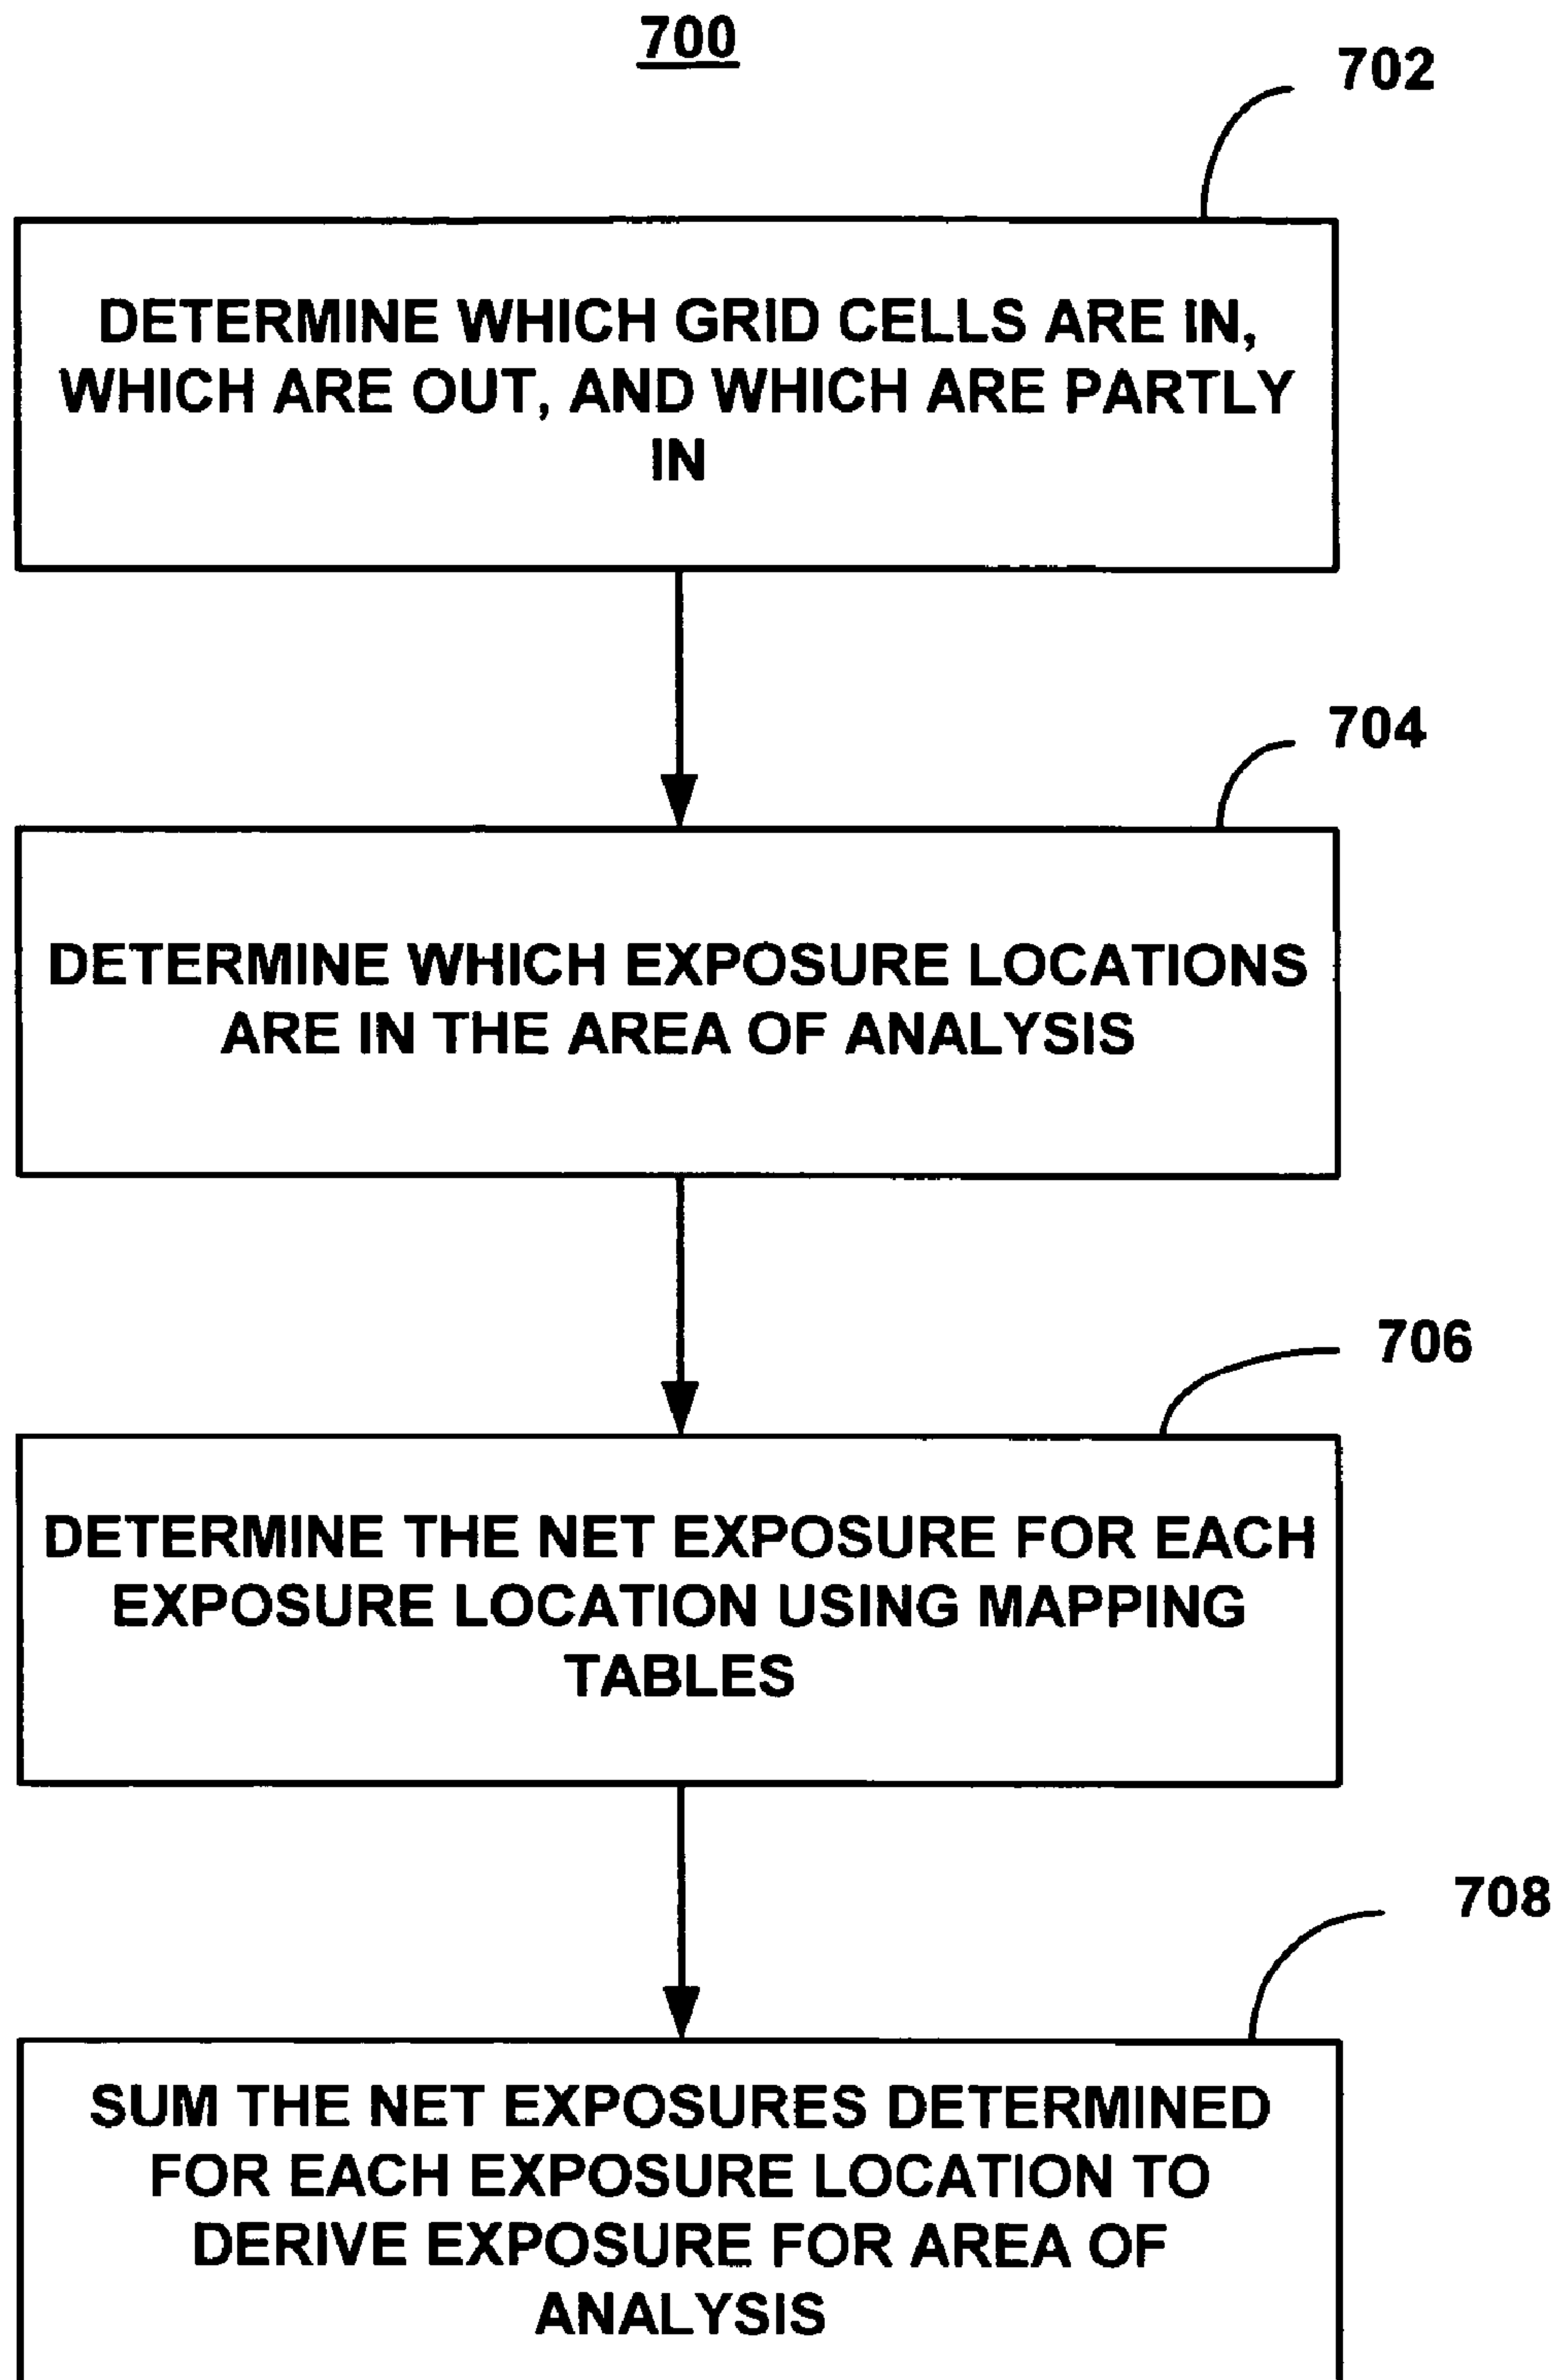 700
702
DETERMINE WHICH GRID CELLS ARE IN,
WHICH ARE OUT, AND WHICH ARE PARTLY
IN
704
DETERMINE WHICH EXPOSURE LOCATIONS
ARE IN THE AREA OF ANALYSIS
706
DETERMINE THE NET EXPOSURE FOR EACH
EXPOSURE LOCATION USING MAPPING
TABLES
708
SUM THE NET EXPOSURES DETERMINED
FOR EACH EXPOSURE LOCATION TO
DERIVE EXPOSURE FOR AREA OF
ANALYSIS